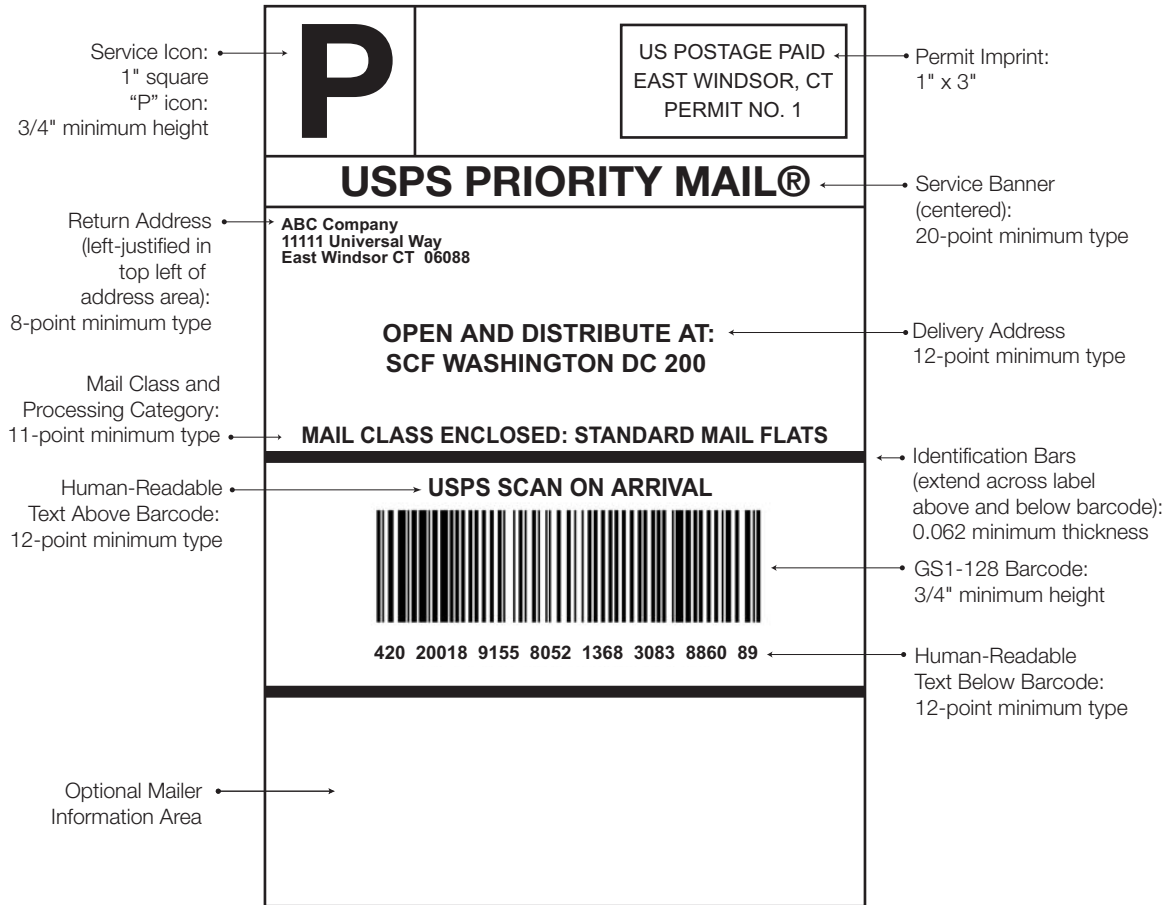 Service Icon:
1" square
“P” icon:
3/4" minimum height
P
US POSTAGE PAID
EAST WINDSOR, CT
PERMIT NO. 1
Permit Imprint:
1" x 3"
USPS PRIORITY MAIL®
Service Banner
(centered):
20-point minimum type
Return Address
(left-justified in
top left of
address area):
8-point minimum type
ABC Company
11111 Universal Way
East Windsor CT 06088
OPEN AND DISTRIBUTE AT:
SCF WASHINGTON DC 200
Delivery Address
12-point minimum type
Mail Class and
Processing Category:
11-point minimum type
MAIL CLASS ENCLOSED: STANDARD MAIL FLATS
Identification Bars
(extend across label
above and below barcode):
0.062 minimum thickness
Human-Readable
Text Above Barcode:
12-point minimum type
USPS SCAN ON ARRIVAL
GS1-128 Barcode:
3/4" minimum height
420 20018 9155 8052 1368 3083 8860 89
Human-Readable
Text Below Barcode:
12-point minimum type
Optional Mailer
Information Area